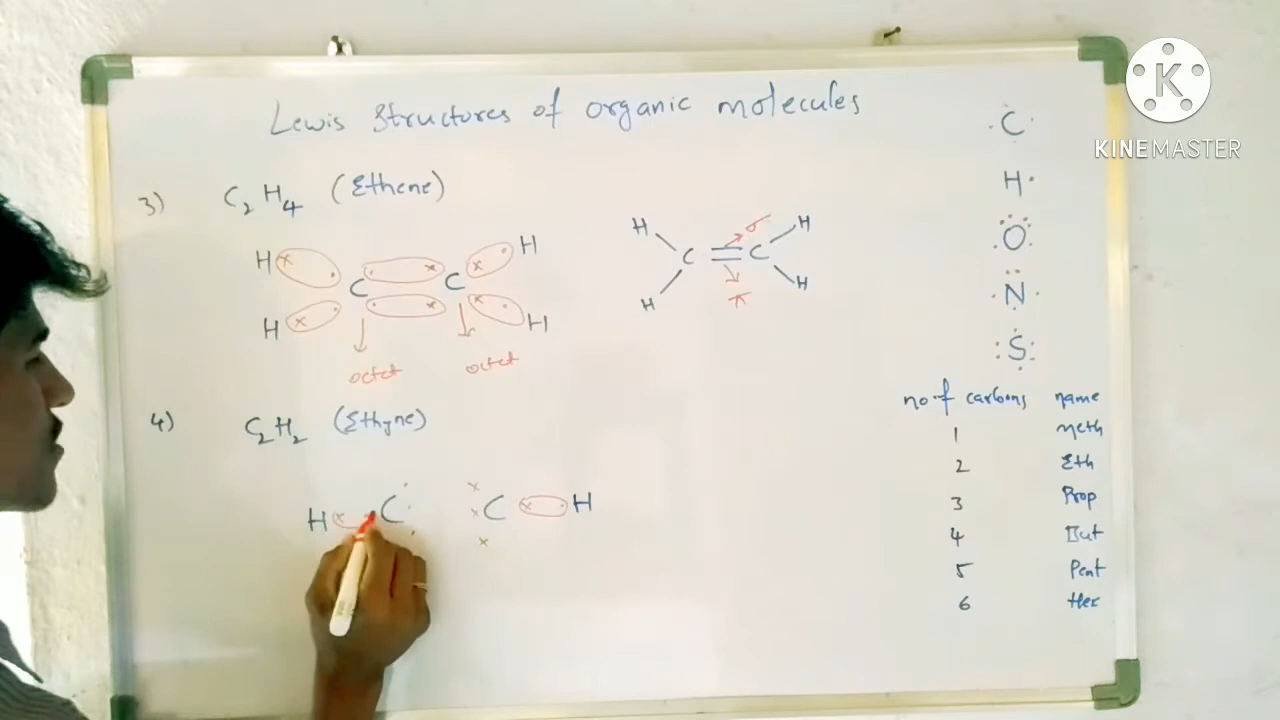 Lewis Structures of organic molecules
3) C2H4 (Ethene)
H H
C C
H H
octet octet
H H
C = C
H H
σ
π
4) C2H2 (Ethyne)
H C C H
C
H
O
N
S
no.f carbons name
1 Meth
2 Eth
3 Prop
4 But
5 Pent
6 Hex
K
KINEMASTER